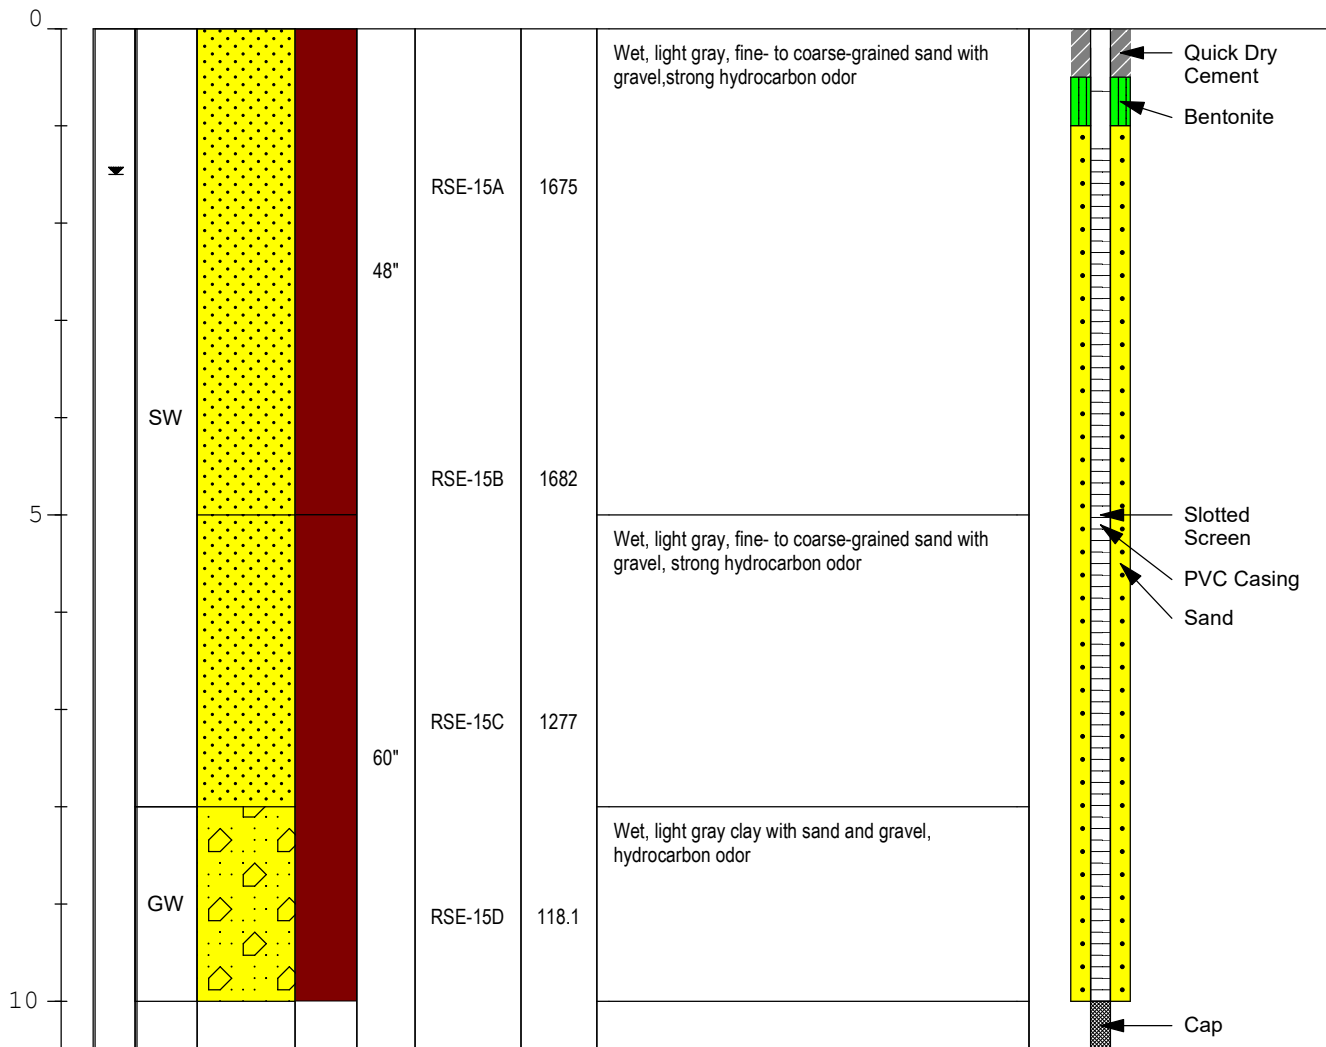 0
Wet, light gray, fine- to coarse-grained sand with
gravel,strong hydrocarbon odor
Quick Dry
Cement
Bentonite
RSE-15A 1675
48"
SW
RSE-15B 1682
5
Wet, light gray, fine- to coarse-grained sand with
gravel, strong hydrocarbon odor
Slotted
Screen
PVC Casing
Sand
RSE-15C 1277
60"
Wet, light gray clay with sand and gravel,
hydrocarbon odor
GW
RSE-15D 118.1
10
Cap